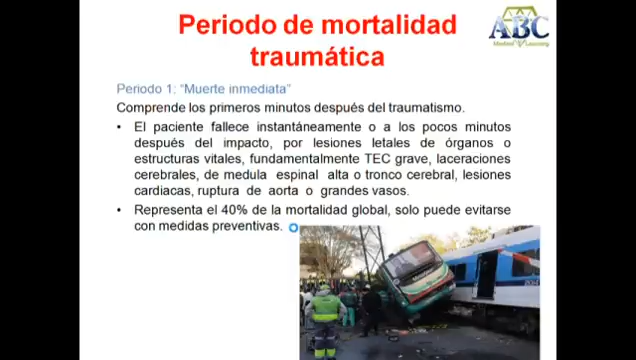 Periodo de mortalidad
traumática
ABC
Medical Learning
Periodo 1: “Muerte inmediata”
Comprende los primeros minutos después del traumatismo.
• El paciente fallece instantáneamente o a los pocos minutos
después del impacto, por lesiones letales de órganos o
estructuras vitales, fundamentalmente TEC grave, laceraciones
cerebrales, de medula espinal alta o tronco cerebral, lesiones
cardiacas, ruptura de aorta o grandes vasos.
• Representa el 40% de la mortalidad global, solo puede evitarse
con medidas preventivas.